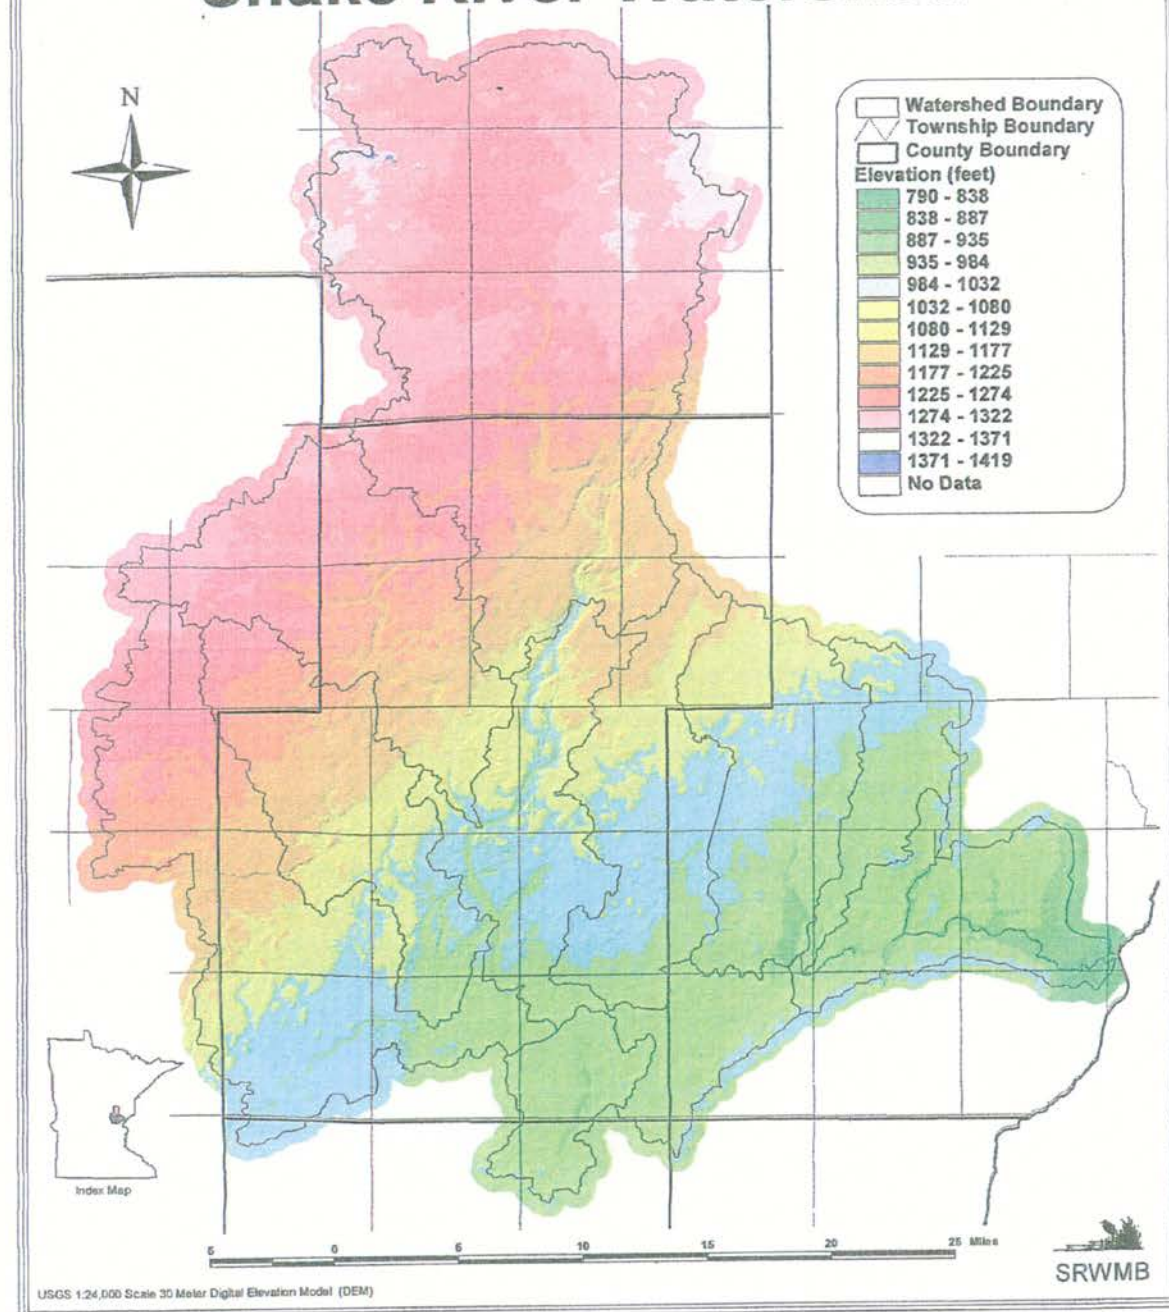 Snake River
N
Watershed Boundary
Township Boundary
County Boundary
Elevation (feet)
790 - 838
838 - 887
887 - 935
935 - 984
984 - 1032
1032 - 1080
1080 - 1129
1129 - 1177
1177 - 1225
1225 - 1274
1274 - 1322
1322 - 1371
1371 - 1419
No Data
Index Map
5 0 5 10 15 20 25 Miles
SRWMB
USGS 1:24,000 Scale 30 Meter Digital Elevation Model (DEM)